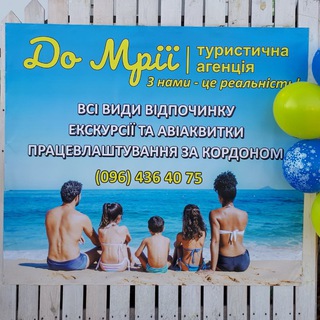 До Мрії
туристична
агенція
З нами - це реальність!
ВСІ ВИДИ ВІДПОЧИНКУ
ЕКСКУРСІЇ ТА АВІАКВИТКИ
ПРАЦЕВЛАШТУВАННЯ ЗА КОРДОНОМ
(096) 436 40 75